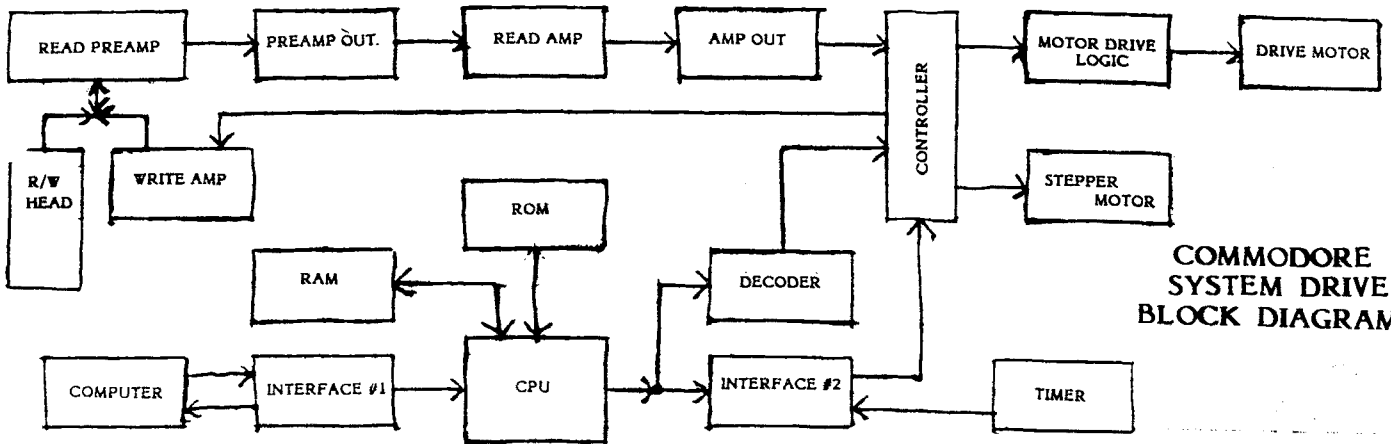 READ PREAMP
PREAMP OUT.
READ AMP
AMP OUT
CONTROLLER
MOTOR DRIVE
LOGIC
DRIVE MOTOR
R/W
HEAD
WRITE AMP
ROM
STEPPER
MOTOR
RAM
DECODER
COMMODORE
SYSTEM DRIVE
BLOCK DIAGRAM
COMPUTER
INTERFACE #1
CPU
INTERFACE #2
TIMER